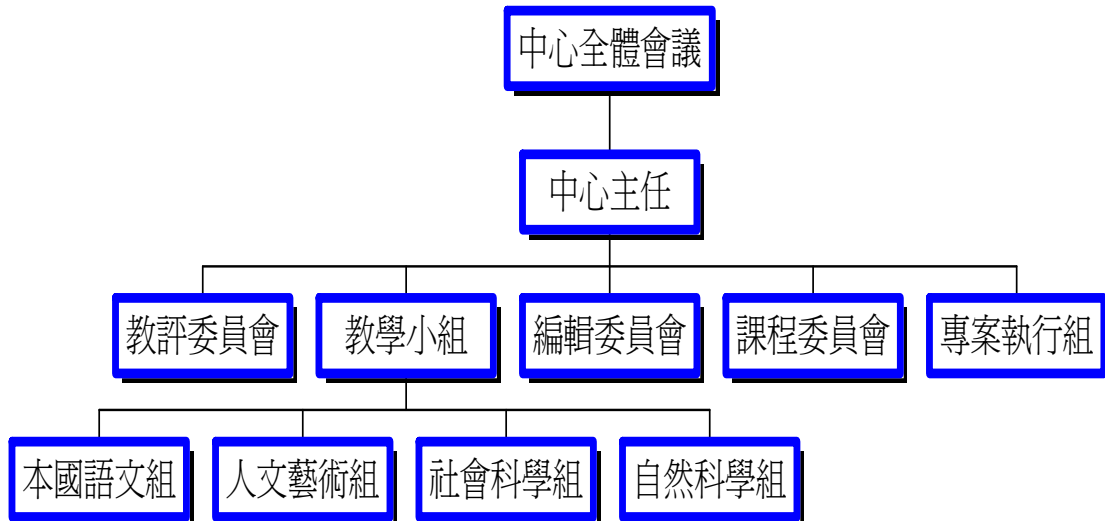 中心全體會議
中心主任
教評委員會
教學小組
編輯委員會
課程委員會
專案執行組
本國語文組
人文藝術組
社會科學組
自然科學組